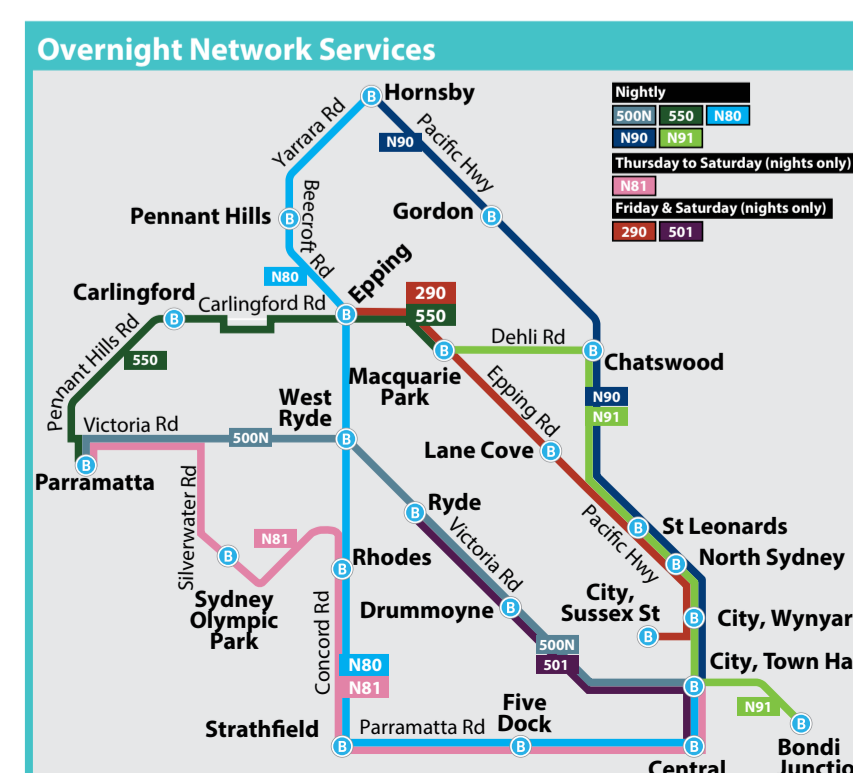 Overnight Network Services
Nightly
500N 550 N80
N90 N91
Thursday to Saturday (nights only)
N81
Friday & Saturday (nights only)
290 501
B Hornsby
Yarrara Rd
N90
Pacific Hwy
Pennant Hills B
Beecroft Rd
Gordon B
N80
Epping
B
Carlingford
B
Carlingford Rd
290
550
Pennant Hills Rd
550
Dehli Rd
B
B
Chatswood
Macquarie
Park
Epping Rd
N90
N91
West
Ryde
B
Victoria Rd
500N
Lane Cove B
B
Parramatta
Silverwater Rd
Ryde
B
Victoria Rd
Pacific Hwy
B St Leonards
B North Sydney
N81
B
Sydney
Olympic
Park
B Rhodes
Concord Rd
Drummoyne B
City,
Sussex St
B
B City, Wynyar
500N
501
City, Town Ha
B
N80
N81
N91
B
Bondi
Junctio
Strathfield
B
Parramatta Rd
Five
Dock
B
B
Central